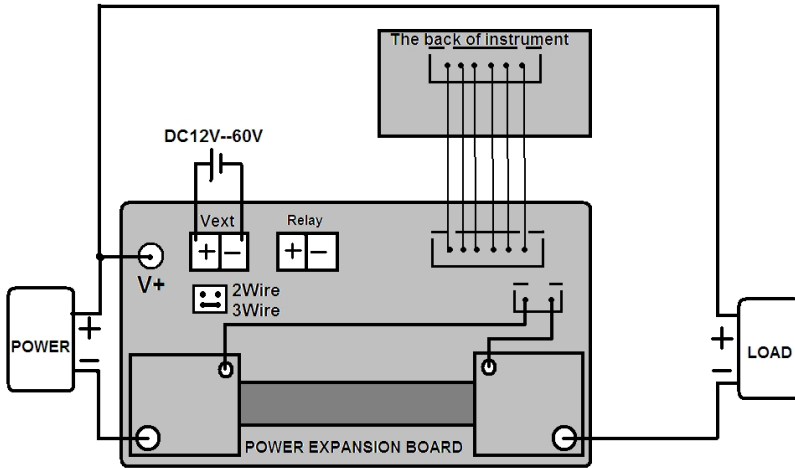 The back of instrument
DC12V--60V
Vext
Relay
+ −
+ −
V+
2Wire
3Wire
+
POWER
−
+
LOAD
−
POWER EXPANSION BOARD